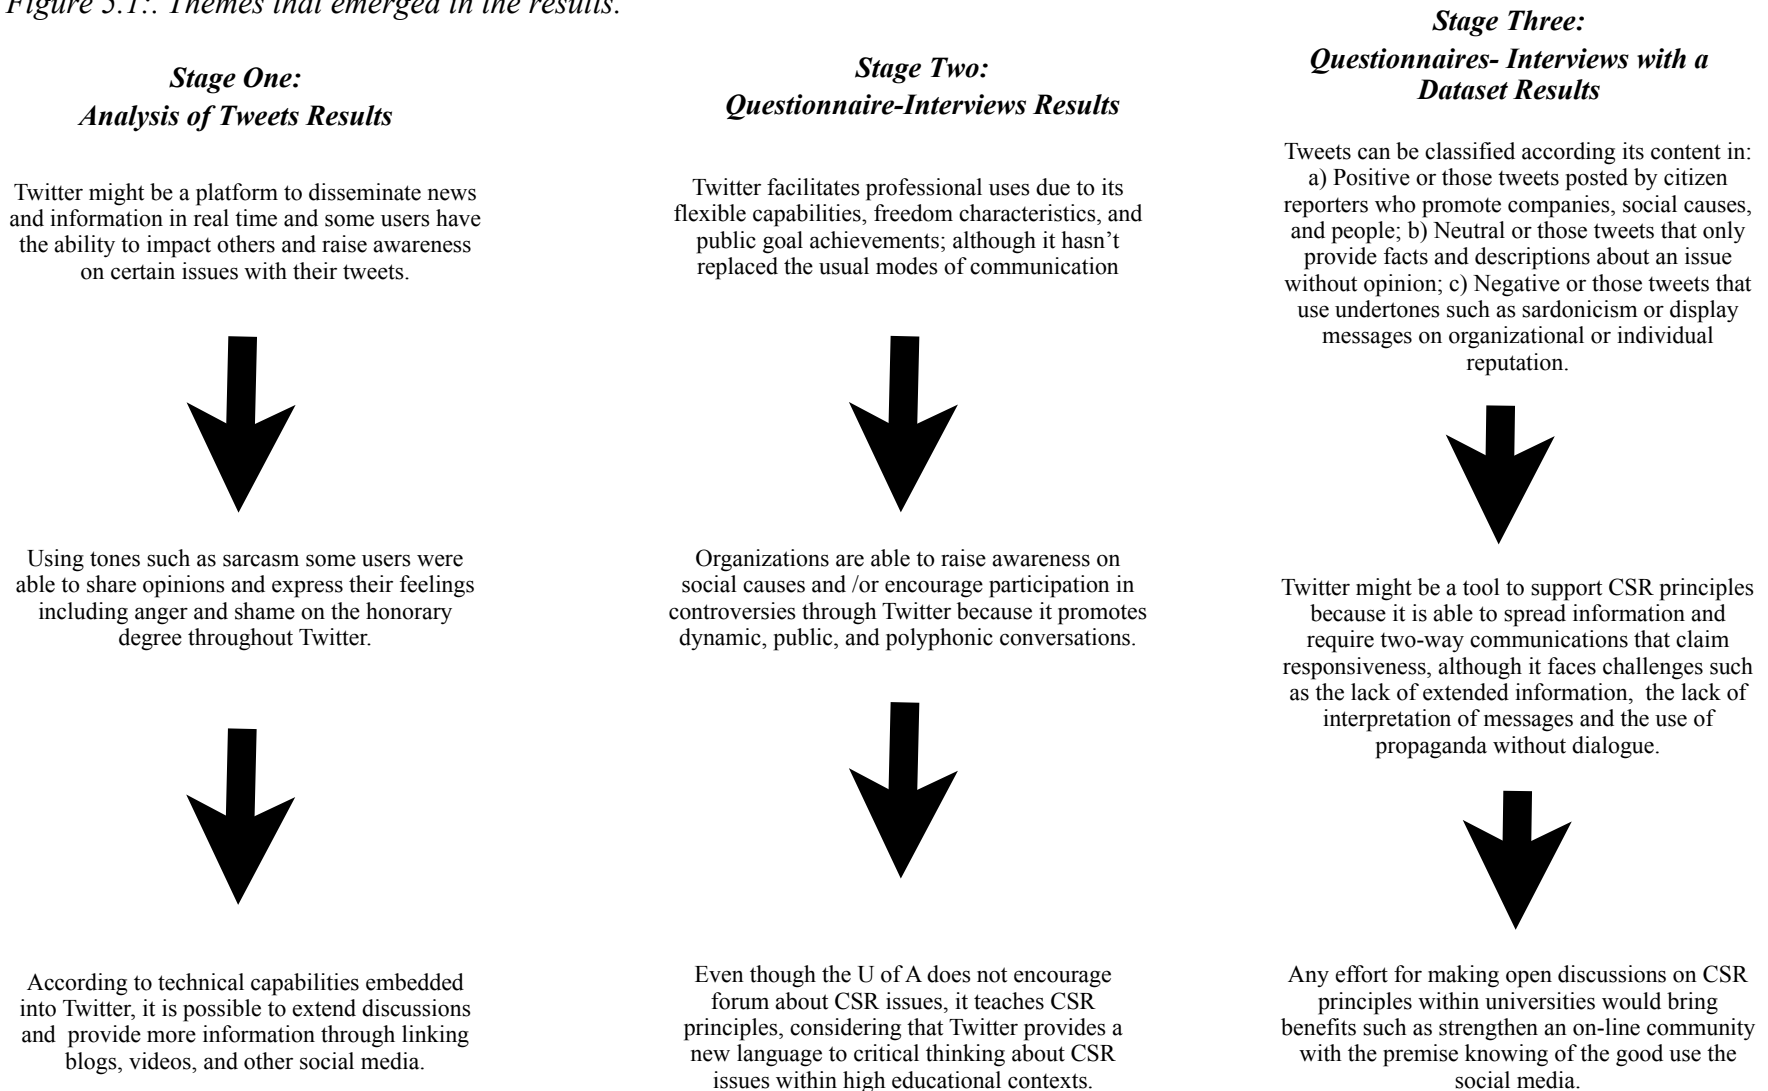 Figure 5.1:. Themes that emerged in the results.
Stage One:
Analysis of Tweets Results
Twitter might be a platform to disseminate news
and information in real time and some users have
the ability to impact others and raise awareness
on certain issues with their tweets.
Using tones such as sarcasm some users were
able to share opinions and express their feelings
including anger and shame on the honorary
degree throughout Twitter.
According to technical capabilities embedded
into Twitter, it is possible to extend discussions
and provide more information through linking
blogs, videos, and other social media.
Stage Two:
Questionnaire-Interviews Results
Twitter facilitates professional uses due to its
flexible capabilities, freedom characteristics, and
public goal achievements; although it hasn't
replaced the usual modes of communication
Organizations are able to raise awareness on
social causes and /or encourage participation in
controversies through Twitter because it promotes
dynamic, public, and polyphonic conversations.
Even though the U of A does not encourage
forum about CSR issues, it teaches CSR
principles, considering that Twitter provides a
new language to critical thinking about CSR
issues within high educational contexts.
Stage Three:
Questionnaires- Interviews with a
Dataset Results
Tweets can be classified according its content in:
a) Positive or those tweets posted by citizen
reporters who promote companies, social causes,
and people; b) Neutral or those tweets that only
provide facts and descriptions about an issue
without opinion; c) Negative or those tweets that
use undertones such as sardonicism or display
messages on organizational or individual
reputation.
Twitter might be a tool to support CSR principles
because it is able to spread information and
require two-way communications that claim
responsiveness, although it faces challenges such
as the lack of extended information, the lack of
interpretation of messages and the use of
propaganda without dialogue.
Any effort for making open discussions on CSR
principles within universities would bring
benefits such as strengthen an on-line community
with the premise knowing of the good use the
social media.